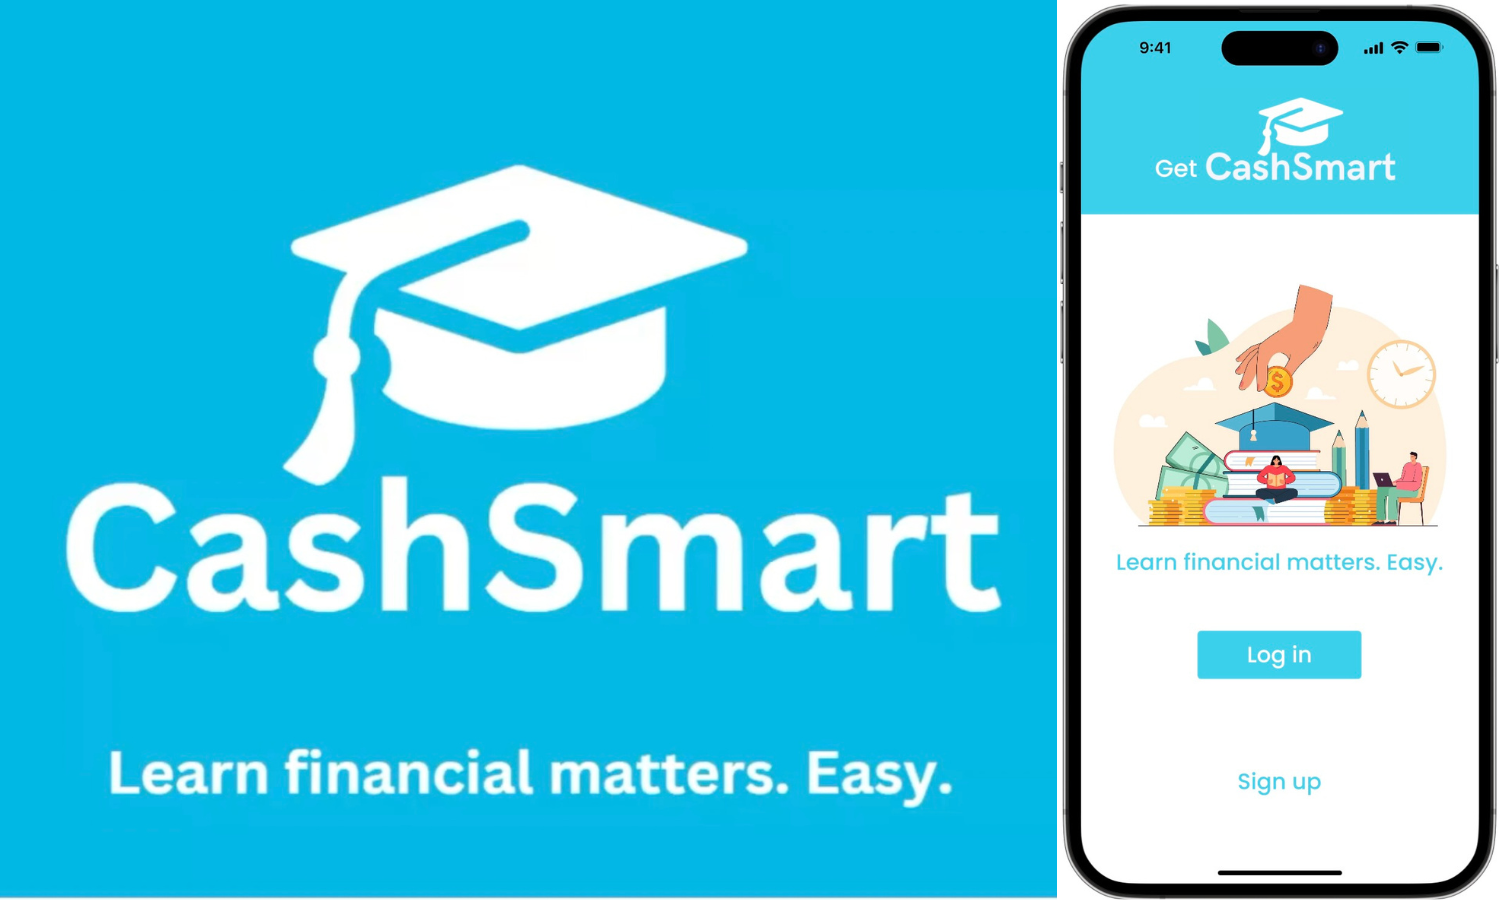 CashSmart
Learn financial matters. Easy.
9:41
Get CashSmart
$
Learn financial matters. Easy.
Log in
Sign up